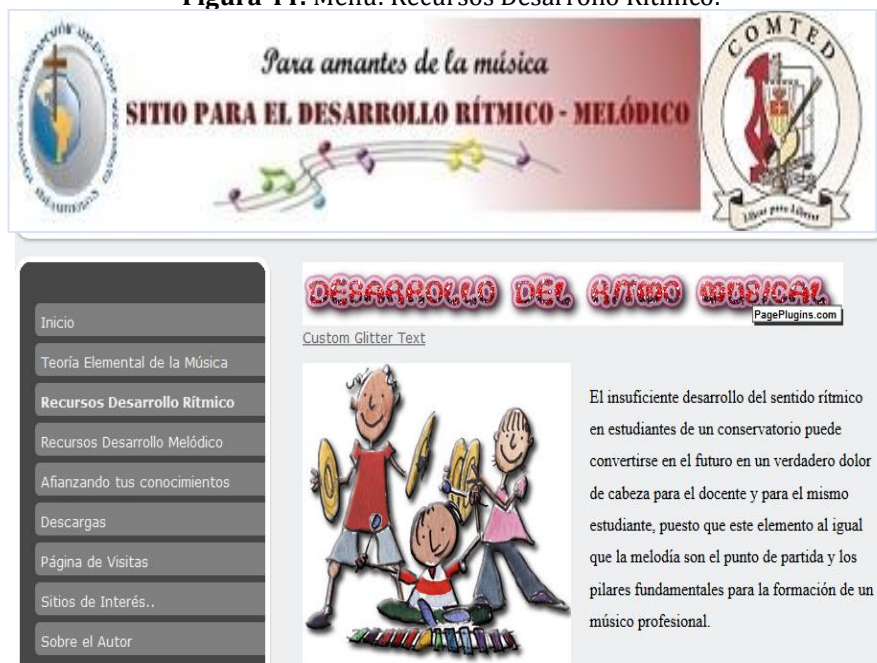 Figura 11. Menú: Recursos Desarrollo Rítmico.
Para amantes de la música
SITIO PARA EL DESARROLLO RÍTMICO - MELÓDICO
COMTED
Educar para Liberar
DESARROLLO DEL RITMO MUSICAL
PagePlugins.com
Custom Glitter Text
Inicio
Teoría Elemental de la Música
Recursos Desarrollo Rítmico
Recursos Desarrollo Melódico
Afianzando tus conocimientos
Descargas
Página de Visitas
Sitios de Interés..
Sobre el Autor
El insuficiente desarrollo del sentido rítmico
en estudiantes de un conservatorio puede
convertirse en el futuro en un verdadero dolor
de cabeza para el docente y para el mismo
estudiante, puesto que este elemento al igual
que la melodía son el punto de partida y los
pilares fundamentales para la formación de un
músico profesional.